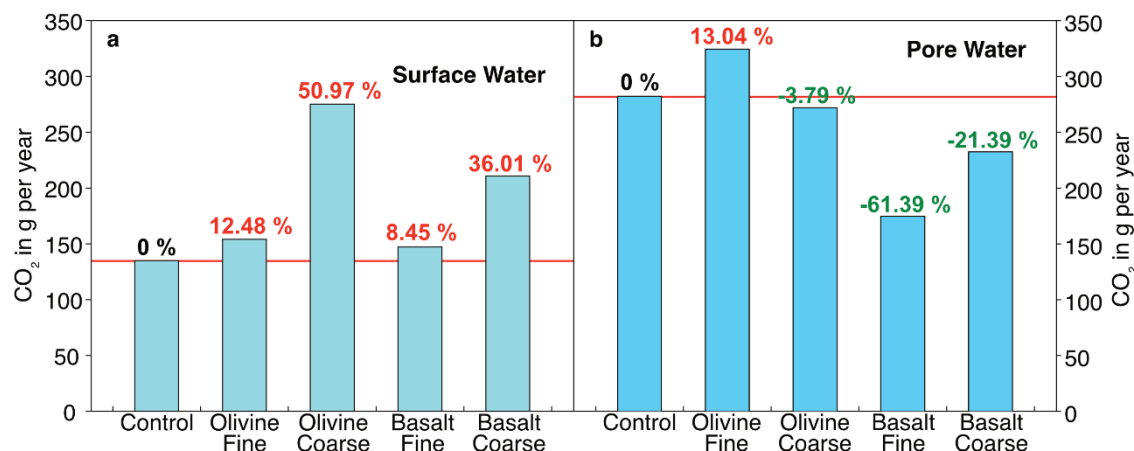 a
Surface Water
CO2 in g per year
350
300
250
200
150
100
50
0
0 %
12.48 %
50.97 %
8.45 %
36.01 %
Control
Olivine
Fine
Olivine
Coarse
Basalt
Fine
Basalt
Coarse
b
Pore Water
0 %
13.04 %
-3.79 %
-61.39 %
-21.39 %
Control
Olivine
Fine
Olivine
Coarse
Basalt
Fine
Basalt
Coarse
350
300
250
200
150
100
50
0
CO2 in g per year